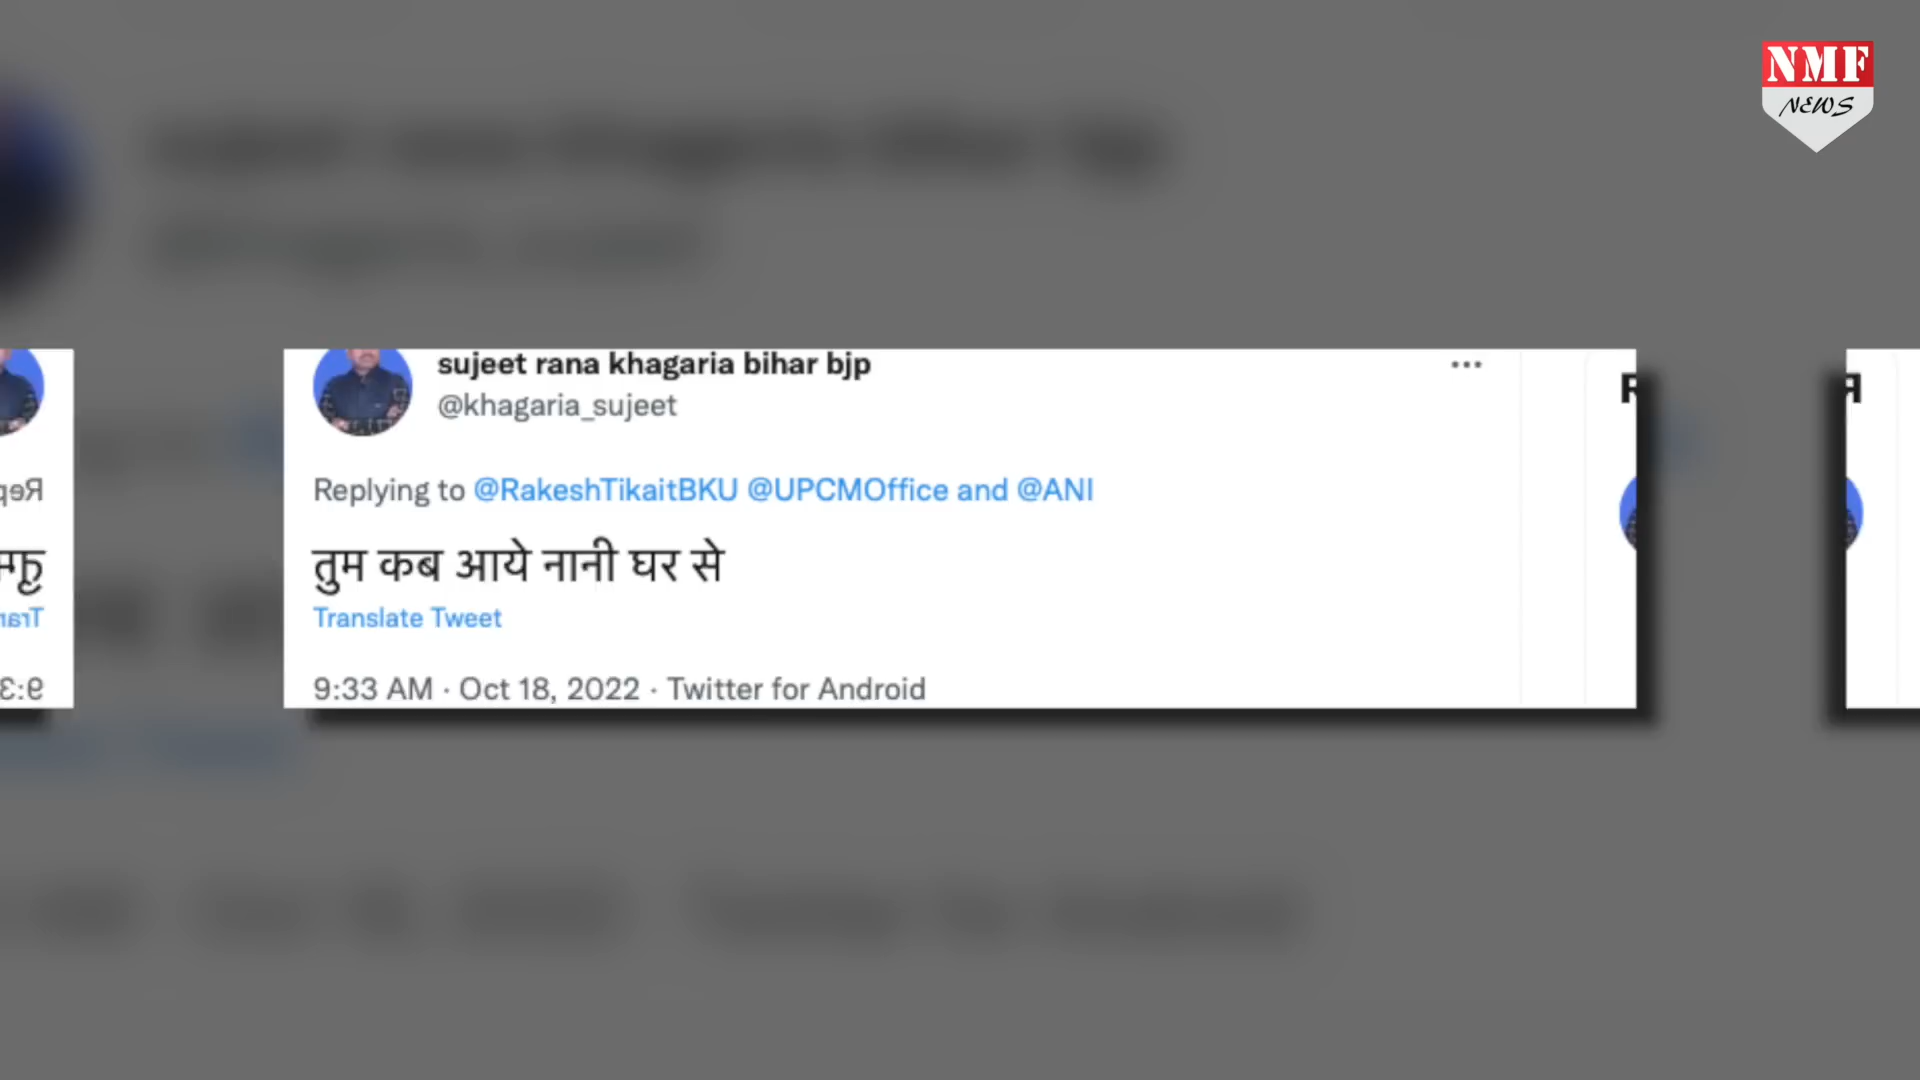 NMF
NEWS
sujeet rana khagaria bihar bjp
@khagaria_sujeet
Replying to @RakeshTikaitBKU @UPCMOffice and @ANI
तुम कब आये नानी घर से
Translate Tweet
9:33 AM · Oct 18, 2022 · Twitter for Android